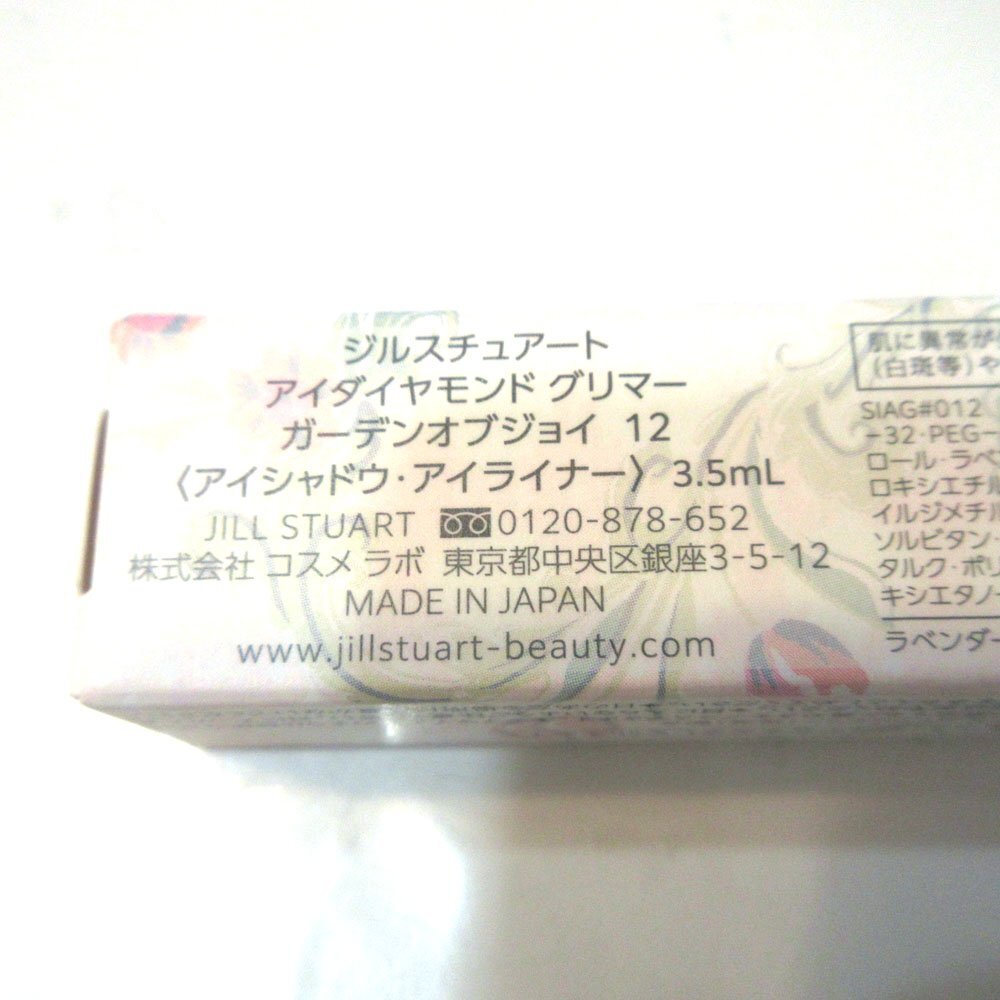 ジルスチュアート
アイダイヤモンド グリマー
ガーデンオブジョイ 12
〈アイシャドウ・アイライナー〉 3.5mL
JILL STUART 0120-878-652
株式会社 コスメ ラボ 東京都中央区銀座3-5-12
MADE IN JAPAN
www.jillstuart-beauty.com
肌に異常が
(白斑等)や
SIAG#012
-32・PEG-
ロール・ラベ
ロキシエチル
イルジメチ
ソルビタン・
タルク・ポリ
キシエタノ
ラベンダー